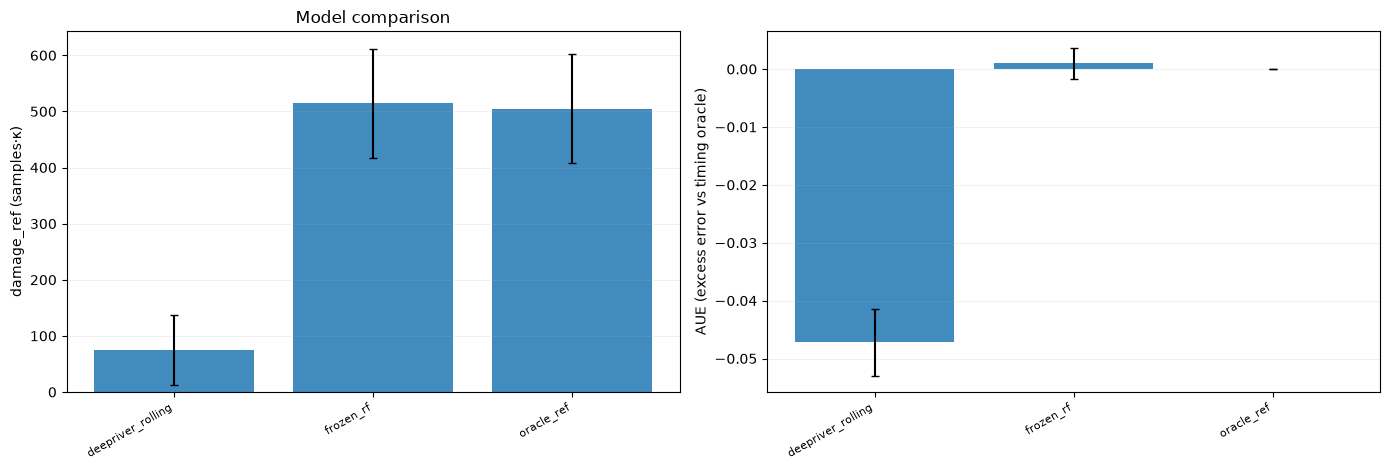 Model comparison
damage_ref (samples·κ)
600
500
400
300
200
100
0
deepriver_rolling
frozen_rf
oracle_ref
AUE (excess error vs timing oracle)
0.00
−0.01
−0.02
−0.03
−0.04
−0.05
deepriver_rolling
frozen_rf
oracle_ref